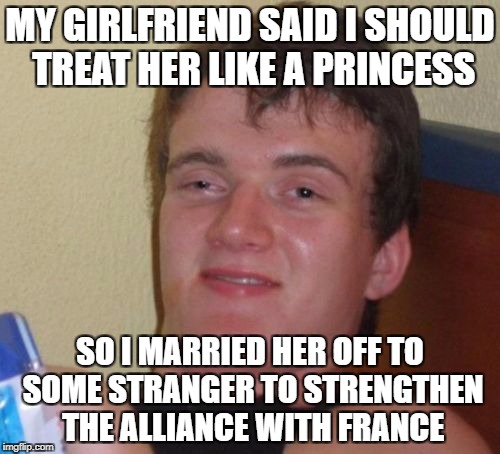 MY GIRLFRIEND SAID I SHOULD
TREAT HER LIKE A PRINCESS
SO I MARRIED HER OFF TO
SOME STRANGER TO STRENGTHEN
THE ALLIANCE WITH FRANCE
imgflip.com